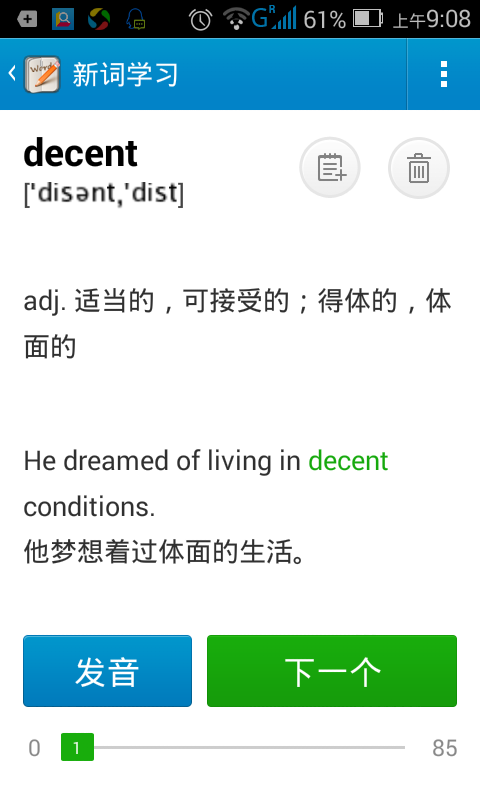 G R 61% 上午9:08
Words 新词学习
decent
['disənt,'dist]
adj. 适当的，可接受的；得体的，体
面的
He dreamed of living in decent
conditions.
他梦想着过体面的生活。
发音 下一个
0 1 85